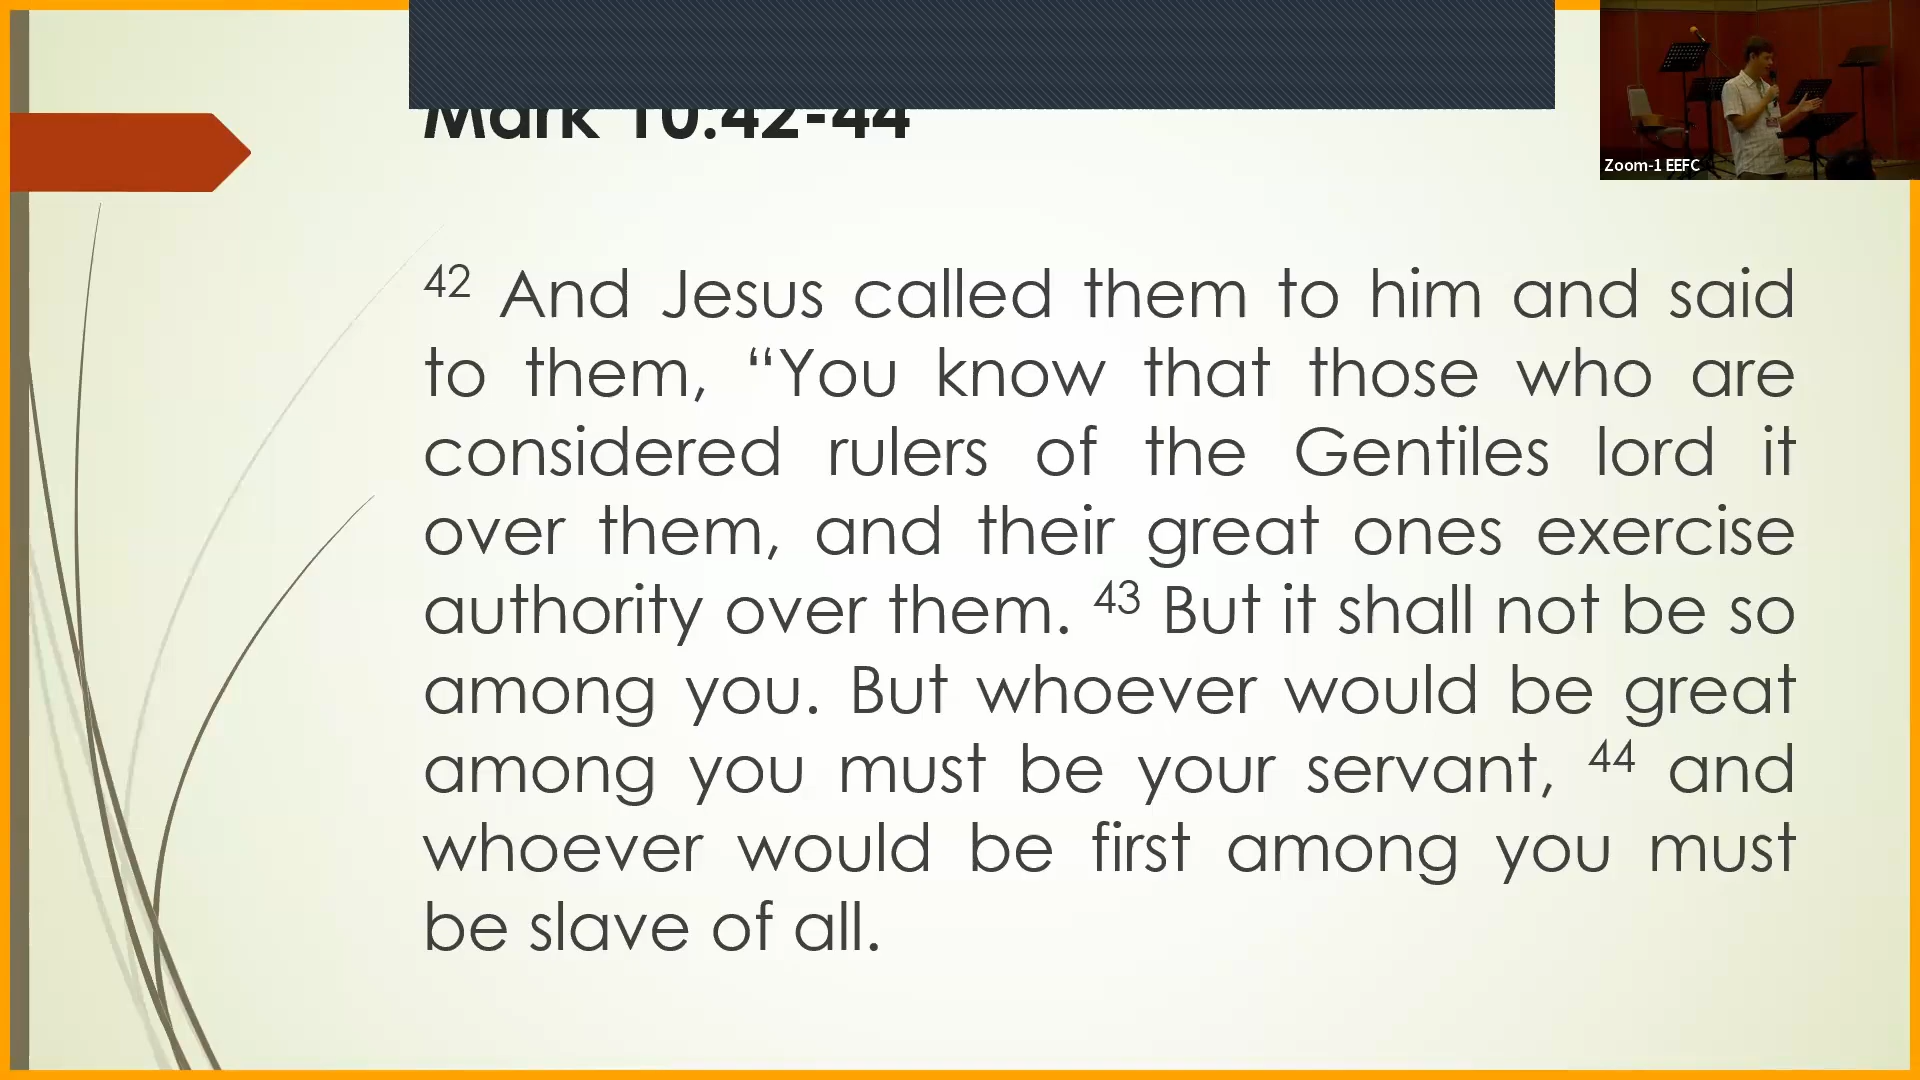 Mark 10:42-44
Zoom-1 EEFC
42 And Jesus called them to him and said
to them, “You know that those who are
considered rulers of the Gentiles lord it
over them, and their great ones exercise
authority over them. 43 But it shall not be so
among you. But whoever would be great
among you must be your servant, 44 and
whoever would be first among you must
be slave of all.